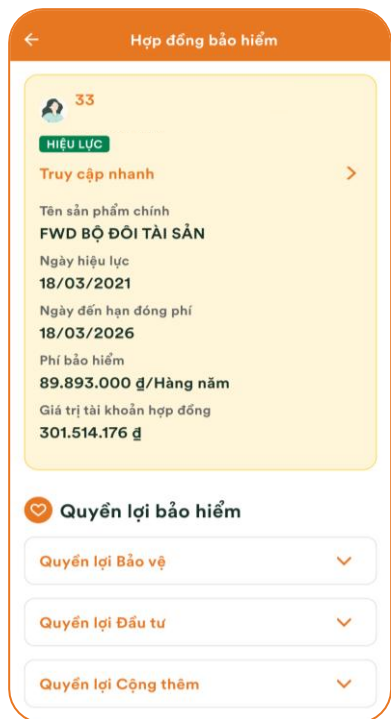 Hợp đồng bảo hiểm
33
HIỆU LỰC
Truy cập nhanh
Tên sản phẩm chính
FWD BỘ ĐÔI TÀI SẢN
Ngày hiệu lực
18/03/2021
Ngày đến hạn đóng phí
18/03/2026
Phí bảo hiểm
89.893.000 ₫/Hàng năm
Giá trị tài khoản hợp đồng
301.514.176 ₫
Quyền lợi bảo hiểm
Quyền lợi Bảo vệ
Quyền lợi Đầu tư
Quyền lợi Cộng thêm